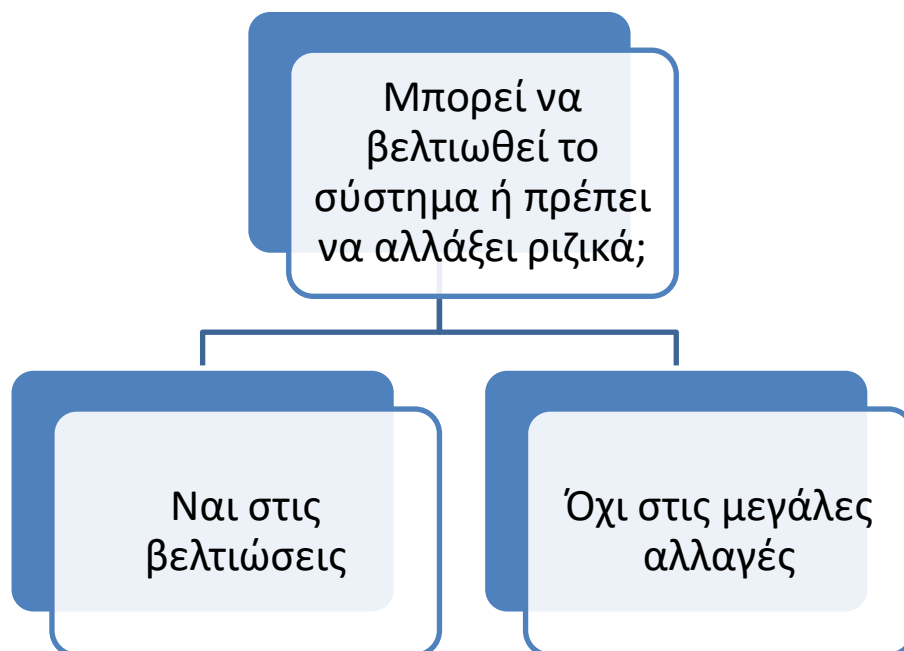 Μπορεί να
βελτιωθεί το
σύστημα ή πρέπει
να αλλάξει ριζικά;
Ναι στις
βελτιώσεις
Όχι στις μεγάλες
αλλαγές